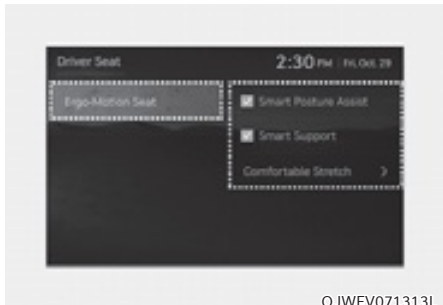 Driver Seat
2:30 PM Fri, Oct. 29
Ergo-Motion Seat
Smart Posture Assist
Smart Support
Comfortable Stretch
OJWEV071313L